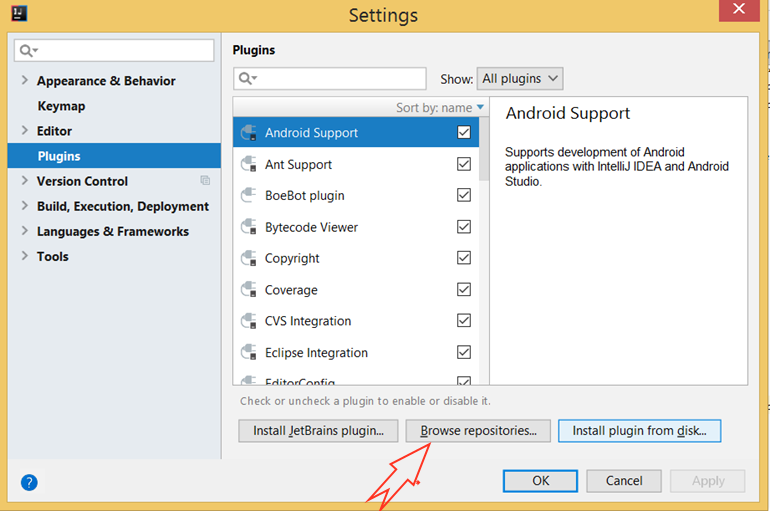 Settings
Plugins
Show: All plugins
Appearance & Behavior
Keymap
Editor
Plugins
Version Control
Build, Execution, Deployment
Languages & Frameworks
Tools
Sort by: name
Android Support
Ant Support
BoeBot plugin
Bytecode Viewer
Copyright
Coverage
CVS Integration
Eclipse Integration
EditorConfig
Android Support
Supports development of Android
applications with IntelliJ IDEA and Android
Studio.
Check or uncheck a plugin to enable or disable it.
Install JetBrains plugin...
Browse repositories...
Install plugin from disk...
?
OK
Cancel
Apply